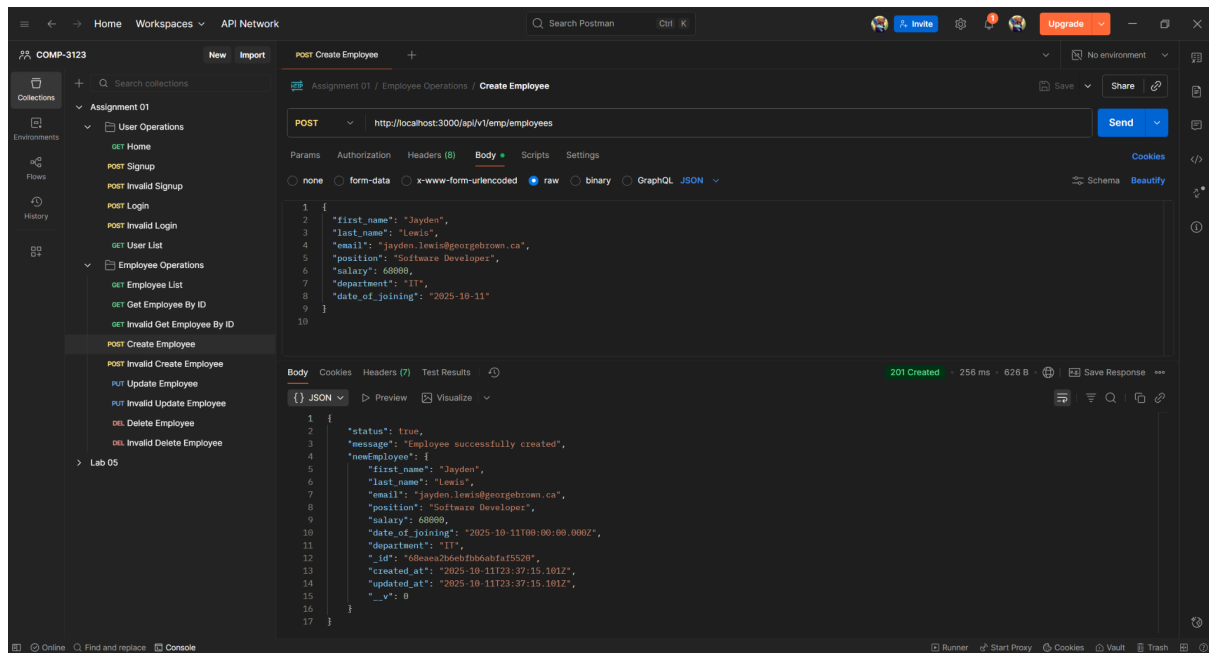 Home Workspaces API Network Search Postman Ctrl K Invite 1 Upgrade
COMP-3123 New Import POST Create Employee No environment
Collections
Environments
Flows
History
Search collections
Assignment 01
User Operations
GET Home
POST Signup
POST Invalid Signup
POST Login
POST Invalid Login
GET User List
Employee Operations
GET Employee List
GET Get Employee By ID
GET Invalid Get Employee By ID
POST Create Employee
POST Invalid Create Employee
PUT Update Employee
PUT Invalid Update Employee
DEL Delete Employee
DEL Invalid Delete Employee
Lab 05
Assignment 01 / Employee Operations / Create Employee Save Share
POST http://localhost:3000/api/v1/emp/employees Send
Params Authorization Headers (8) Body Scripts Settings Cookies
none form-data x-www-form-urlencoded raw binary GraphQL JSON Schema Beautify
1 {
2 "first_name": "Jayden",
3 "last_name": "Lewis",
4 "email": "jayden.lewis@georgebrown.ca",
5 "position": "Software Developer",
6 "salary": 68000,
7 "department": "IT",
8 "date_of_joining": "2025-10-11"
9 }
10
Body Cookies Headers (7) Test Results 201 Created 256 ms 626 B Save Response
{} JSON Preview Visualize
1 {
2 "status": true,
3 "message": "Employee successfully created",
4 "newEmployee": {
5 "first_name": "Jayden",
6 "last_name": "Lewis",
7 "email": "jayden.lewis@georgebrown.ca",
8 "position": "Software Developer",
9 "salary": 68000,
10 "date_of_joining": "2025-10-11T00:00:00.000Z",
11 "department": "IT",
12 "_id": "68eaea2b6ebfbb6abfaf5520",
13 "created_at": "2025-10-11T23:37:15.101Z",
14 "updated_at": "2025-10-11T23:37:15.101Z",
15 "__v": 0
16 }
17 }
Online Find and replace Console Runner Start Proxy Cookies Vault Trash